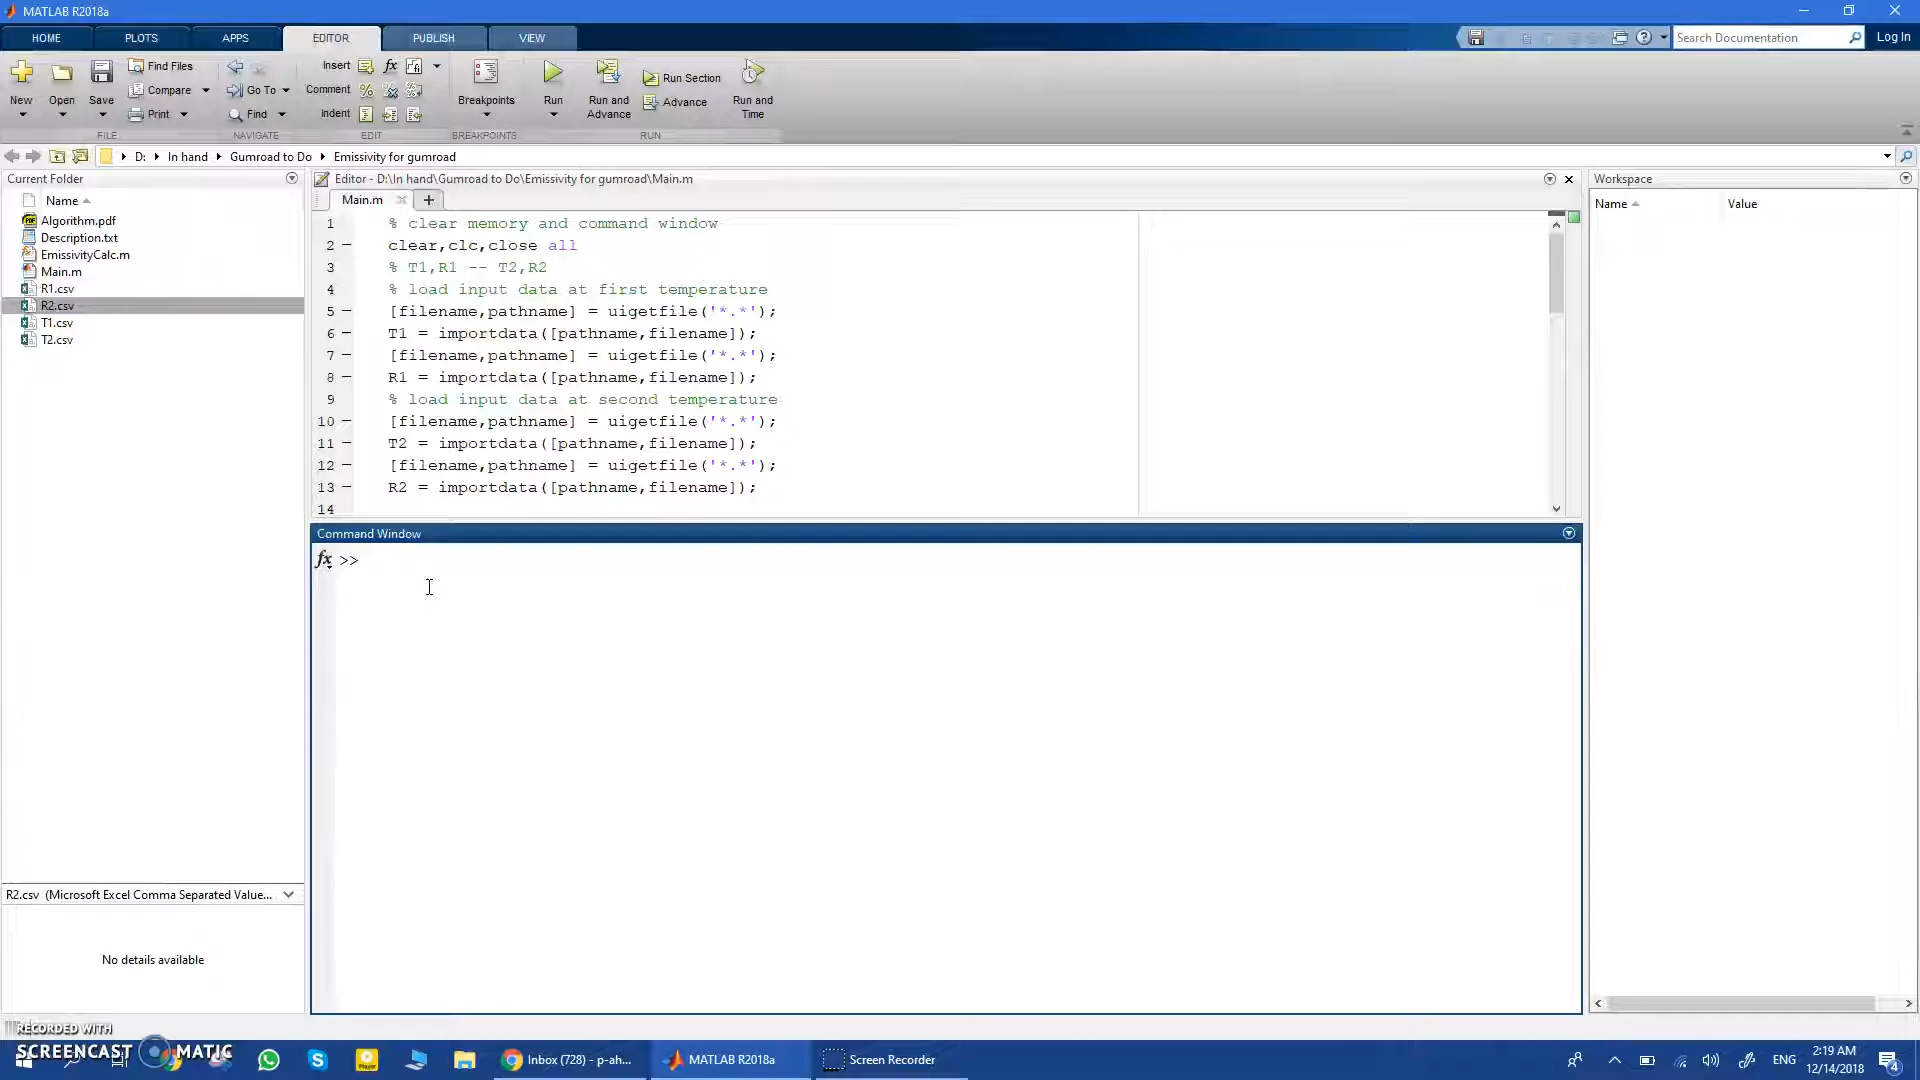 MATLAB R2018a
HOME PLOTS APPS EDITOR PUBLISH VIEW
Search Documentation Log In
New Open Save
Find Files
Compare
Print
FILE
Go To
Find
NAVIGATE
Insert fx
Comment
Indent
EDIT
Breakpoints
BREAKPOINTS
Run
Run and Advance
Run Section
Advance
Run and Time
RUN
D: In hand Gumroad to Do Emissivity for gumroad
Current Folder
Name
Algorithm.pdf
Description.txt
EmissivityCalc.m
Main.m
R1.csv
R2.csv
T1.csv
T2.csv
R2.csv (Microsoft Excel Comma Separated Value...
No details available
Editor - D:\In hand\Gumroad to Do\Emissivity for gumroad\Main.m
Main.m
1 % clear memory and command window
2 — clear,clc,close all
3 % T1,R1 -- T2,R2
4 % load input data at first temperature
5 — [filename,pathname] = uigetfile('*.*');
6 — T1 = importdata([pathname,filename]);
7 — [filename,pathname] = uigetfile('*.*');
8 — R1 = importdata([pathname,filename]);
9 % load input data at second temperature
10 — [filename,pathname] = uigetfile('*.*');
11 — T2 = importdata([pathname,filename]);
12 — [filename,pathname] = uigetfile('*.*');
13 — R2 = importdata([pathname,filename]);
14
Command Window
fx >>
Workspace
Name Value
RECORDED WITH
SCREENCAST MATIC
Inbox (728) - p-ah...
MATLAB R2018a
Screen Recorder
ENG
2:19 AM
12/14/2018
4